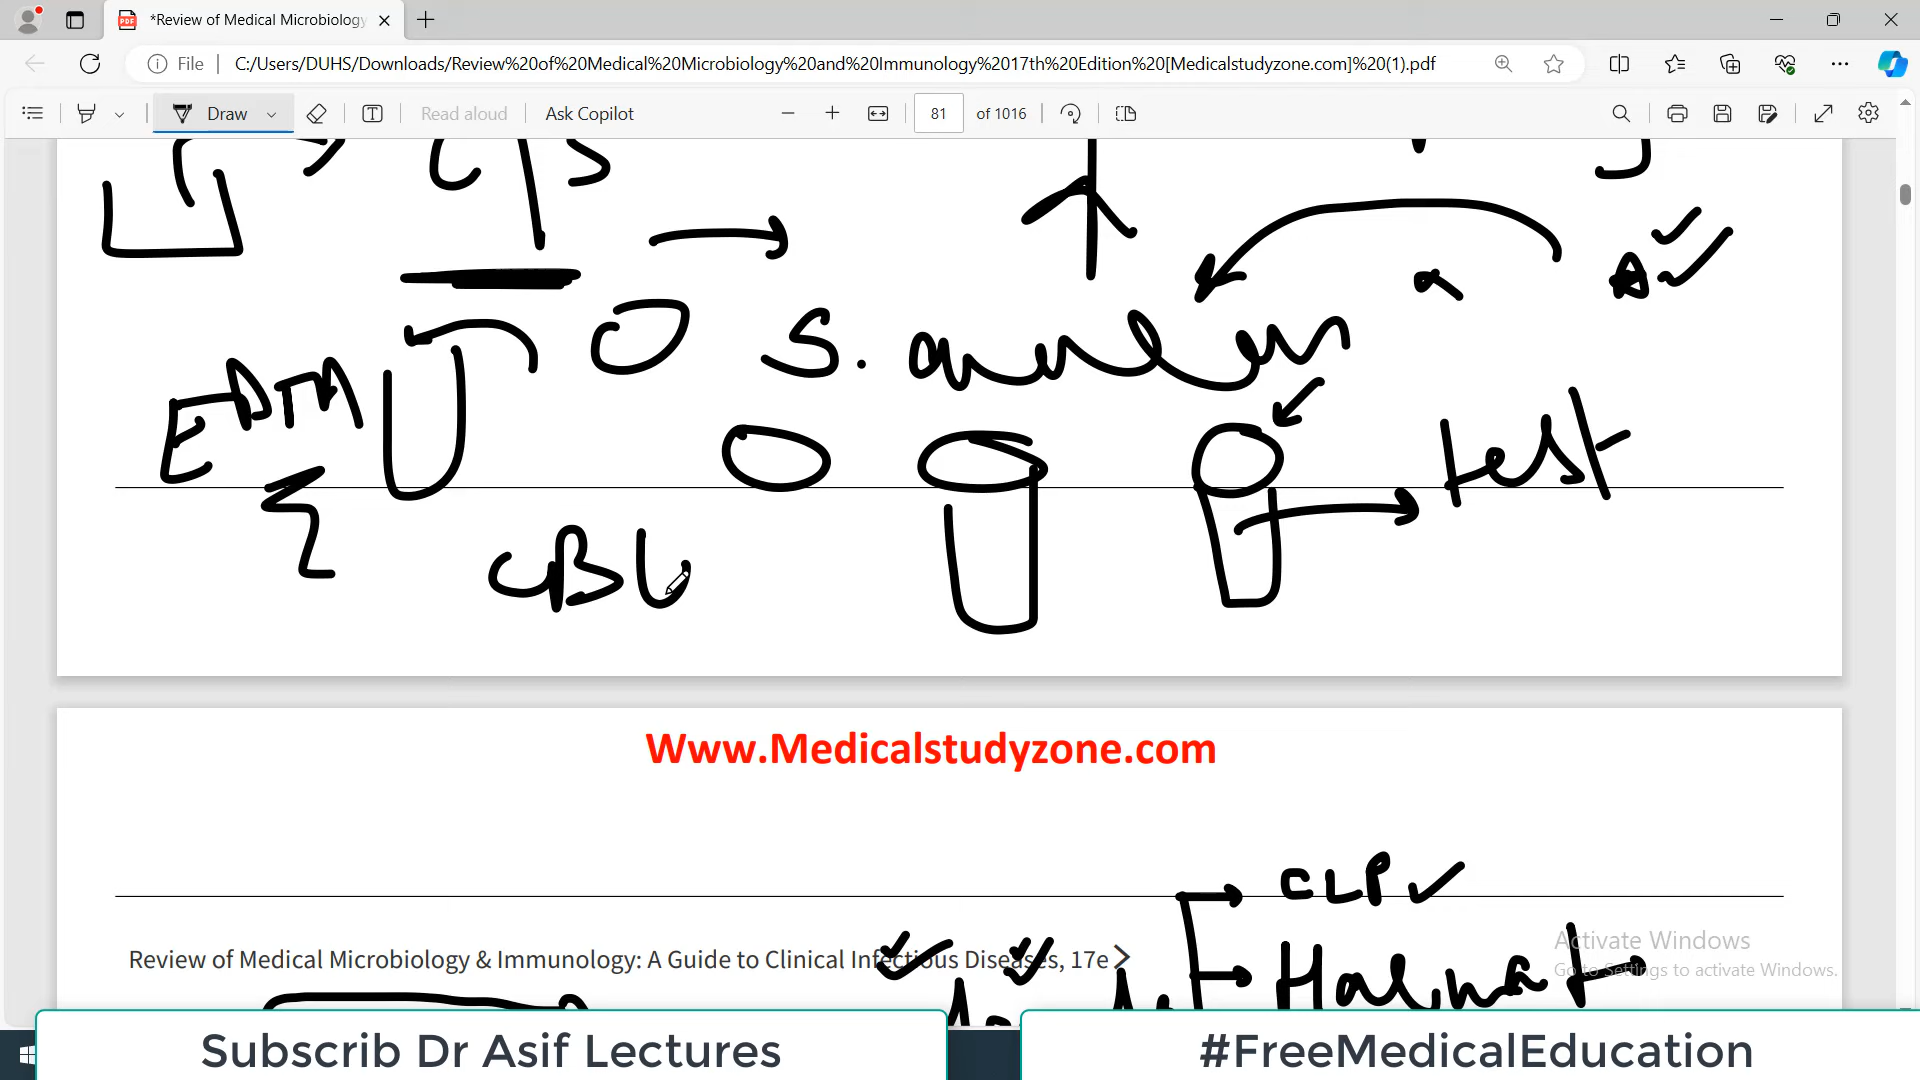 *Review of Medical Microbiology
File
C:/Users/DUHS/Downloads/Review%20of%20Medical%20Microbiology%20and%20Immunology%2017th%20Edition%20[Medicalstudyzone.com]%20(1).pdf
Draw
Read aloud
Ask Copilot
81
of 1016
S.
test
Www.Medicalstudyzone.com
CLP
Activate Windows
Go to Settings to activate Windows.
Review of Medical Microbiology & Immunology: A Guide to Clinical Infectious Diseases, 17e
Subscrib Dr Asif Lectures
#FreeMedicalEducation